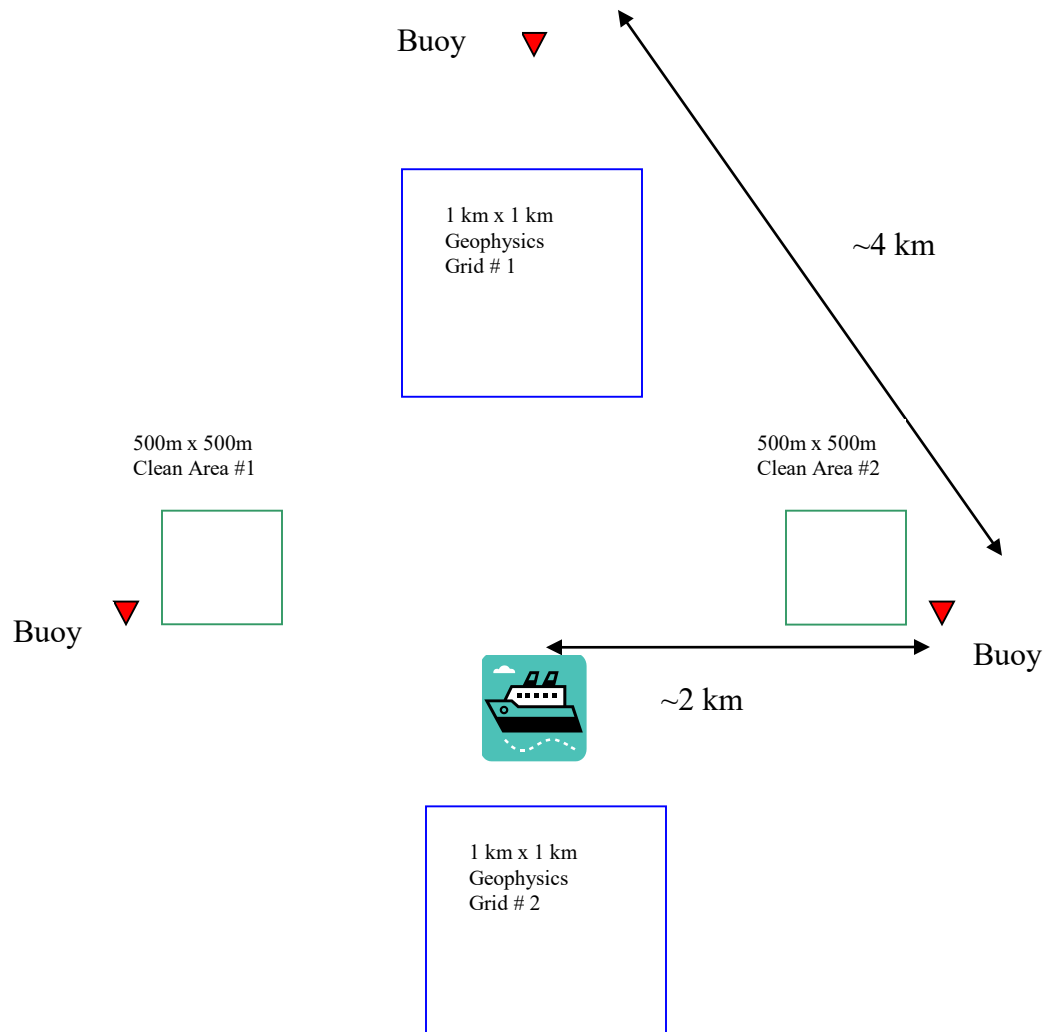 Buoy
1 km x 1 km
Geophysics
Grid # 1
~4 km
500m x 500m
Clean Area #1
500m x 500m
Clean Area #2
Buoy
Buoy
~2 km
1 km x 1 km
Geophysics
Grid # 2